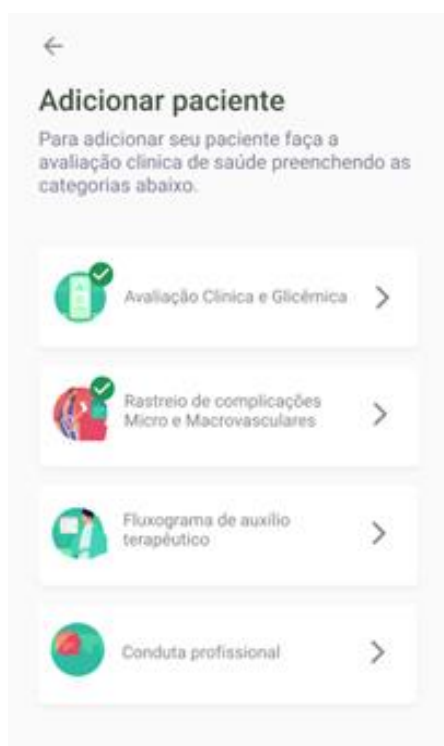 Adicionar paciente
Para adicionar seu paciente faça a
avaliação clinica de saúde preenchendo as
categorias abaixo.
Avaliação Clinica e Glicêmica
Rastreio de complicações
Micro e Macrovasculares
Fluxograma de auxílio
terapêutico
Conduta profissional